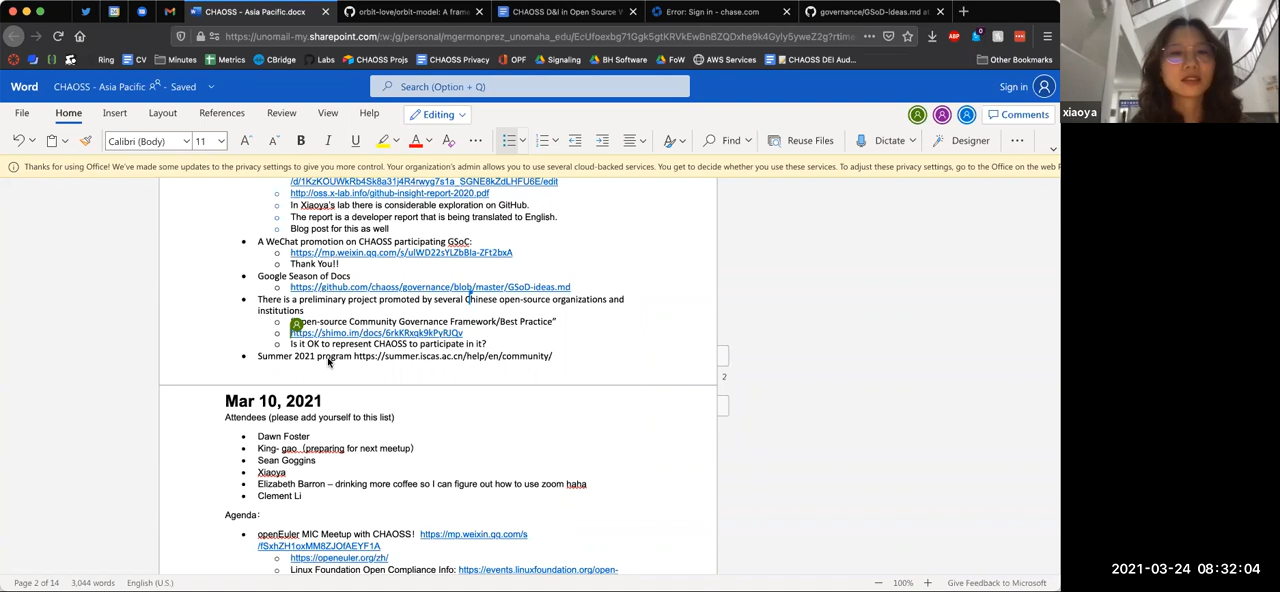 CHAOSS - Asia Pacific.docx
orbit-love/orbit-model: A frame
CHAOSS D&I in Open Source W
Error: Sign in - chase.com
governance/GSoD-ideas.md at
https://unomail-my.sharepoint.com/:w:/g/personal/mgermonprez_unomaha_edu/EcUfoexbg71Ggk5gtKRVkEwBnBZQDxhe9k4Gyly5yweZ2g?rtime
Ring CV Minutes Metrics CBridge Labs CHAOSS Projs CHAOSS Privacy OPF Signaling BH Software FoW AWS Services CHAOSS DEI Aud... Other Bookmarks
Word CHAOSS - Asia Pacific - Saved Search (Option + Q) Sign in
File Home Insert Layout References Review View Help Editing Comments
Calibri (Body) 11 B I U Find Reuse Files Dictate Designer
Thanks for using Office! We've made some updates to the privacy settings to give you more control. Your organization's admin allows you to use several cloud-backed services. You get to decide whether you use these services. To adjust these privacy settings, go to the Office on the web P
/d/1KzKOUWkRb4Sk8a31j4R4rwyg7s1a_SGNE8kZdLHFU6E/edit
http://oss.x-lab.info/github-insight-report-2020.pdf
In Xiaoya's lab there is considerable exploration on GitHub.
The report is a developer report that is being translated to English.
Blog post for this as well
A WeChat promotion on CHAOSS participating GSoC:
https://mp.weixin.qq.com/s/ulWD22sYLZbBIa-ZFt2bxA
Thank You!!
Google Season of Docs
https://github.com/chaoss/governance/blob/master/GSoD-ideas.md
There is a preliminary project promoted by several Chinese open-source organizations and
institutions
pen-source Community Governance Framework/Best Practice"
https://shimo.im/docs/6rkKRxqk9kPyRJQv
Is it OK to represent CHAOSS to participate in it?
Summer 2021 program https://summer.iscas.ac.cn/help/en/community/
2
Mar 10, 2021
Attendees (please add yourself to this list)
Dawn Foster
King- gao（preparing for next meetup）
Sean Goggins
Xiaoya
Elizabeth Barron – drinking more coffee so I can figure out how to use zoom haha
Clement Li
Agenda：
openEuler MIC Meetup with CHAOSS！ https://mp.weixin.qq.com/s
/fSxhZH1oxMM8ZJOfAEYF1A
https://openeuler.org/zh/
Linux Foundation Open Compliance Info: https://events.linuxfoundation.org/open-
Page 2 of 14 3,044 words English (U.S.) 100% Give Feedback to Microsoft
xiaoya
2021-03-24 08:32:04